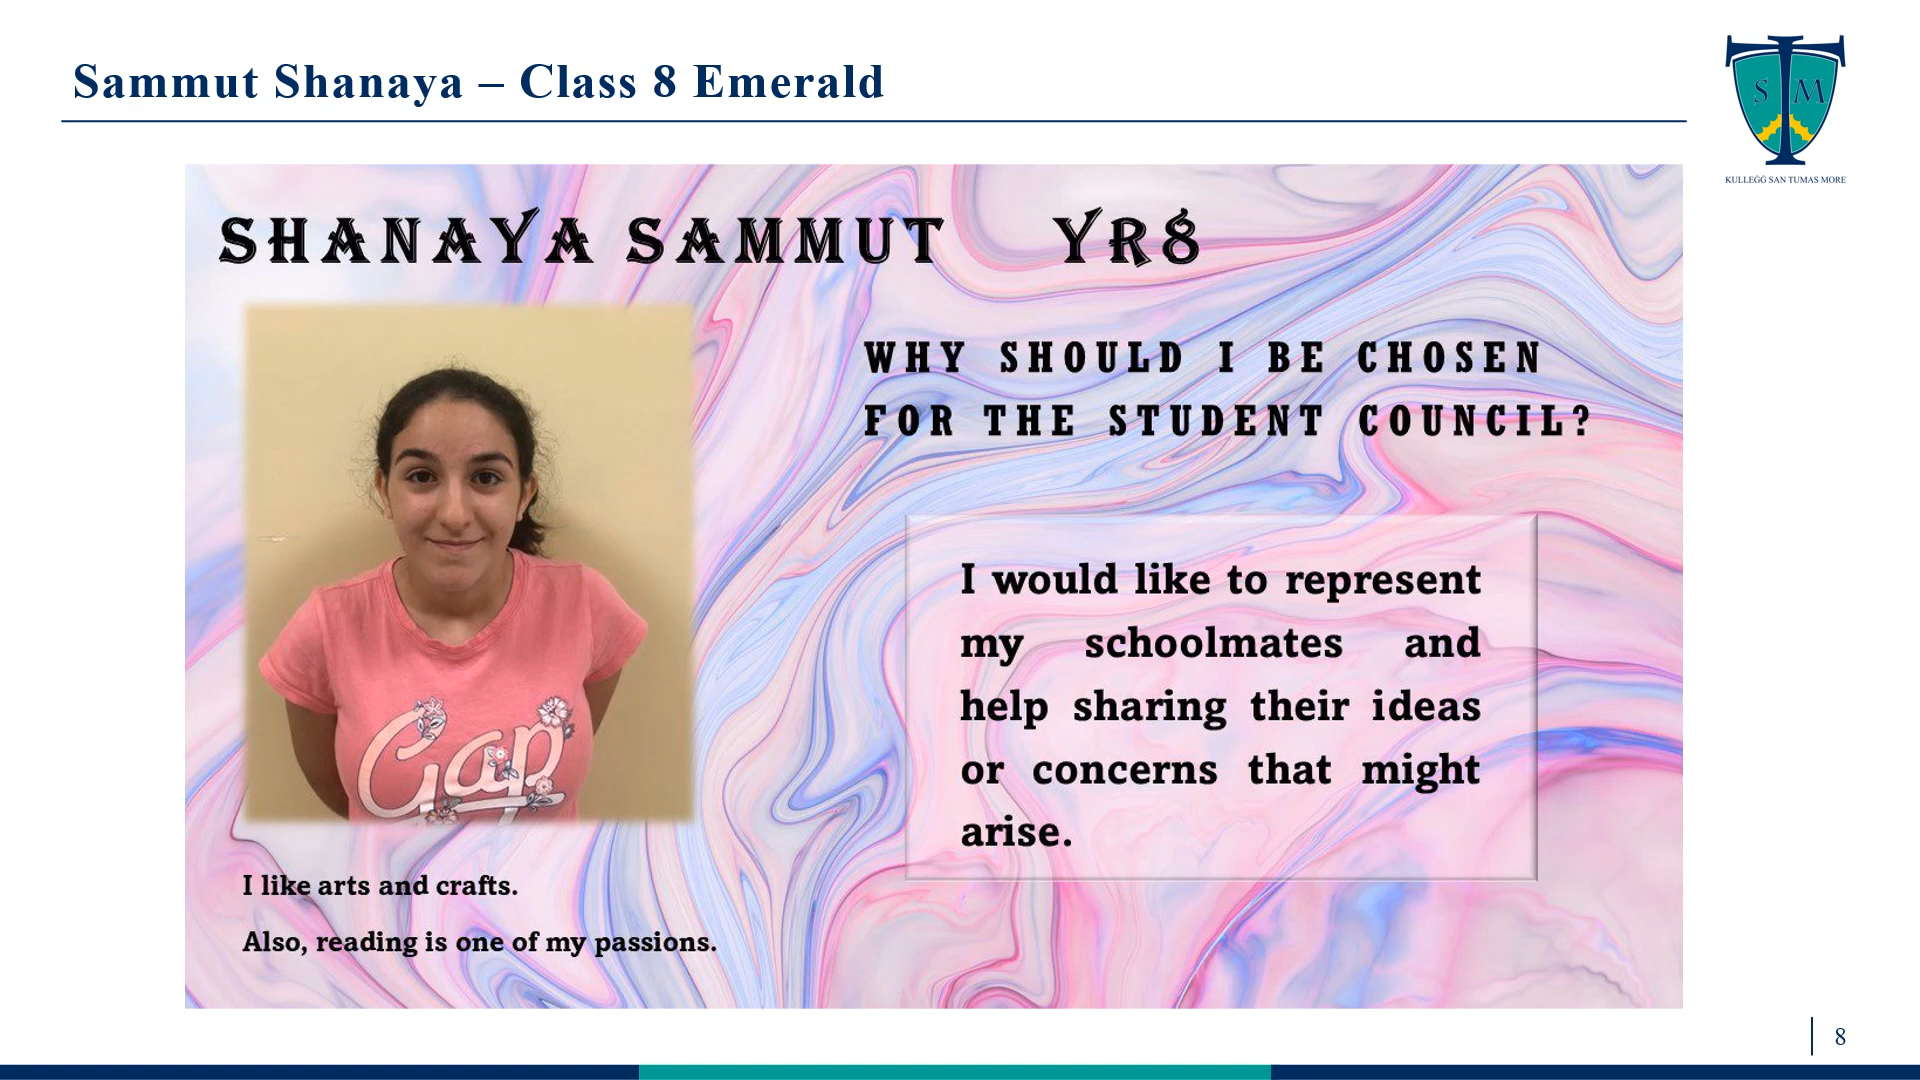 Sammut Shanaya – Class 8 Emerald
S M
KULLEĠĠ SAN TUMAS MORE
SHANAYA SAMMUT YR8
WHY SHOULD I BE CHOSEN
FOR THE STUDENT COUNCIL?
Gap
I would like to represent
my schoolmates and
help sharing their ideas
or concerns that might
arise.
I like arts and crafts.
Also, reading is one of my passions.
8